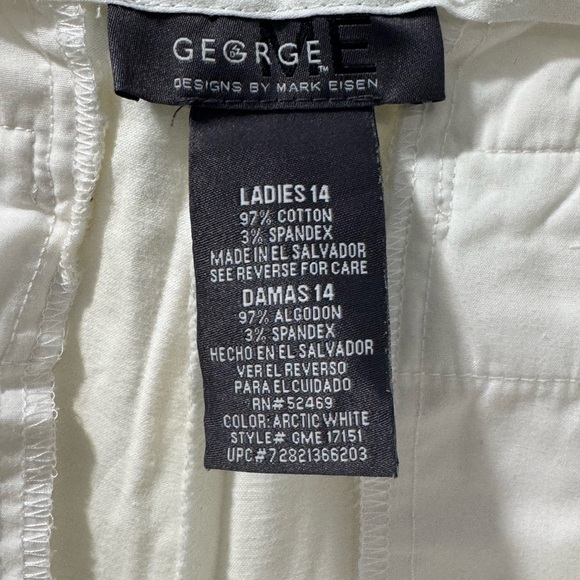 GEORGE ME™
DESIGNS BY MARK EISEN
LADIES 14
97% COTTON
3% SPANDEX
MADE IN EL SALVADOR
SEE REVERSE FOR CARE
DAMAS 14
97% ALGODON
3% SPANDEX
HECHO EN EL SALVADOR
VER EL REVERSO
PARA EL CUIDADO
RN# 52469
COLOR: ARCTIC WHITE
STYLE# GME 17151
UPC#72821366203